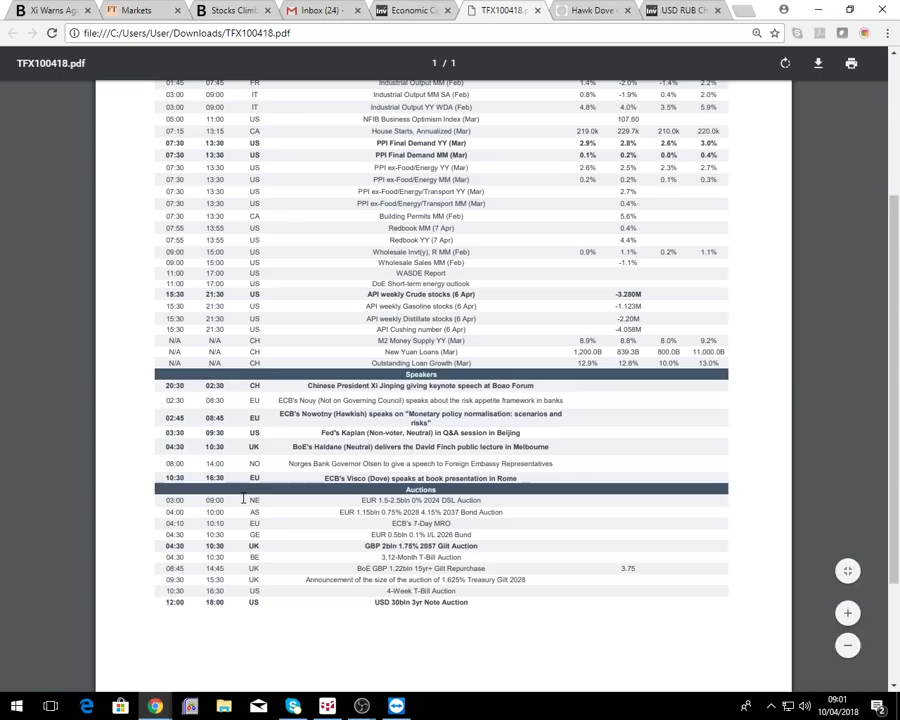 Xi Warns Ag
Markets
Stocks Climb
Inbox (24) -
Economic Ca
TFX100418.p
Hawk Dove
USD RUB Ch
file:///C:/Users/User/Downloads/TFX100418.pdf
TFX100418.pdf 1 / 1
01:45 07:45 FR Industrial Output MM (Feb) 1.4% -2.0% -1.4% 2.2%
03:00 09:00 IT Industrial Output MM SA (Feb) 0.8% -1.9% 0.4% 2.0%
03:00 09:00 IT Industrial Output YY WDA (Feb) 4.8% 4.0% 3.5% 5.9%
05:00 11:00 US NFIB Business Optimism Index (Mar) 107.60
07:15 13:15 CA House Starts, Annualized (Mar) 219.0k 229.7k 210.0k 220.0k
07:30 13:30 US PPI Final Demand YY (Mar) 2.9% 2.8% 2.6% 3.0%
07:30 13:30 US PPI Final Demand MM (Mar) 0.1% 0.2% 0.0% 0.4%
07:30 13:30 US PPI ex-Food/Energy YY (Mar) 2.6% 2.5% 2.3% 2.7%
07:30 13:30 US PPI ex-Food/Energy MM (Mar) 0.2% 0.2% 0.1% 0.3%
07:30 13:30 US PPI ex-Food/Energy/Transport YY (Mar) 2.7%
07:30 13:30 US PPI ex-Food/Energy/Transport MM (Mar) 0.4%
07:30 13:30 CA Building Permits MM (Feb) 5.6%
07:55 13:55 US Redbook MM (7 Apr) 0.4%
07:55 13:55 US Redbook YY (7 Apr) 4.4%
09:00 15:00 US Wholesale Invt(y), R MM (Feb) 0.9% 1.1% 0.2% 1.1%
09:00 15:00 US Wholesale Sales MM (Feb) -1.1%
11:00 17:00 US WASDE Report
11:00 17:00 US DoE Short-term energy outlook
15:30 21:30 US API weekly Crude stocks (6 Apr) -3.280M
15:30 21:30 US API weekly Gasoline stocks (6 Apr) -1.123M
15:30 21:30 US API weekly Distillate stocks (6 Apr) -2.20M
15:30 21:30 US API Cushing number (6 Apr) -4.058M
N/A N/A CH M2 Money Supply YY (Mar) 8.9% 8.8% 8.0% 9.2%
N/A N/A CH New Yuan Loans (Mar) 1,200.0B 839.3B 800.0B 11,000.0B
N/A N/A CH Outstanding Loan Growth (Mar) 12.9% 12.8% 10.0% 13.0%
Speakers
20:30 02:30 CH Chinese President Xi Jinping giving keynote speech at Boao Forum
02:30 08:30 EU ECB's Nouy (Not on Governing Council) speaks about the risk appetite framework in banks
02:45 08:45 EU ECB's Nowotny (Hawkish) speaks on "Monetary policy normalisation: scenarios and
risks"
03:30 09:30 US Fed's Kaplan (Non-voter, Neutral) in Q&A session in Beijing
04:30 10:30 UK BoE's Haldane (Neutral) delivers the David Finch public lecture in Melbourne
08:00 14:00 NO Norges Bank Governor Olsen to give a speech to Foreign Embassy Representatives
10:30 16:30 EU ECB's Visco (Dove) speaks at book presentation in Rome
Auctions
03:00 09:00 NE EUR 1.5-2.5bln 0% 2024 DSL Auction
04:00 10:00 AS EUR 1.15bln 0.75% 2028 4.15% 2037 Bond Auction
04:10 10:10 EU ECB's 7-Day MRO
04:30 10:30 GE EUR 0.5bln 0.1% I/L 2026 Bund
04:30 10:30 UK GBP 2bln 1.75% 2057 Gilt Auction
04:30 10:30 BE 3,12-Month T-Bill Auction
08:45 14:45 UK BoE GBP 1.22bln 15yr+ Gilt Repurchase 3.75
09:30 15:30 UK Announcement of the size of the auction of 1.625% Treasury Gilt 2028
10:30 16:30 US 4-Week T-Bill Auction
12:00 18:00 US USD 30bln 3yr Note Auction
09:01
10/04/2018